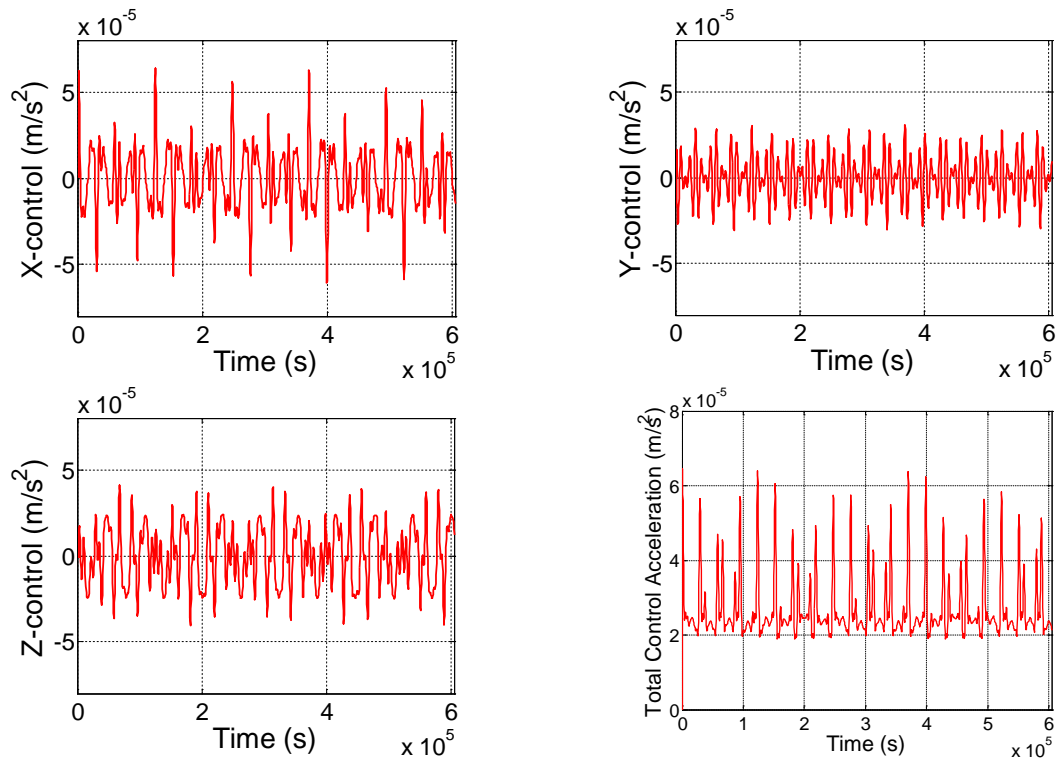 x 10^-5
X-control (m/s^2)
5
0
-5
0 2 4 6
Time (s)
x 10^5
x 10^-5
Y-control (m/s^2)
5
0
-5
0 2 4 6
Time (s)
x 10^5
x 10^-5
Z-control (m/s^2)
5
0
-5
0 2 4 6
Time (s)
x 10^5
x 10^-5
Total Control Acceleration (m/s^2)
8
6
4
2
0
0 1 2 3 4 5 6
Time (s)
x 10^5